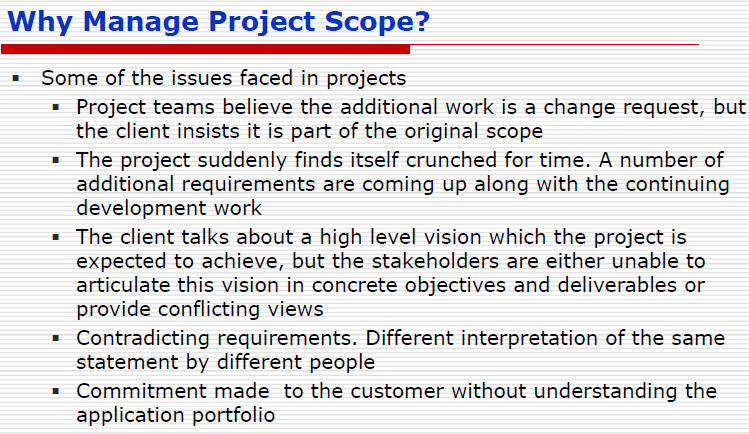 Why Manage Project Scope?
▪ Some of the issues faced in projects
▪ Project teams believe the additional work is a change request, but
the client insists it is part of the original scope
▪ The project suddenly finds itself crunched for time. A number of
additional requirements are coming up along with the continuing
development work
▪ The client talks about a high level vision which the project is
expected to achieve, but the stakeholders are either unable to
articulate this vision in concrete objectives and deliverables or
provide conflicting views
▪ Contradicting requirements. Different interpretation of the same
statement by different people
▪ Commitment made  to the customer without understanding the
application portfolio